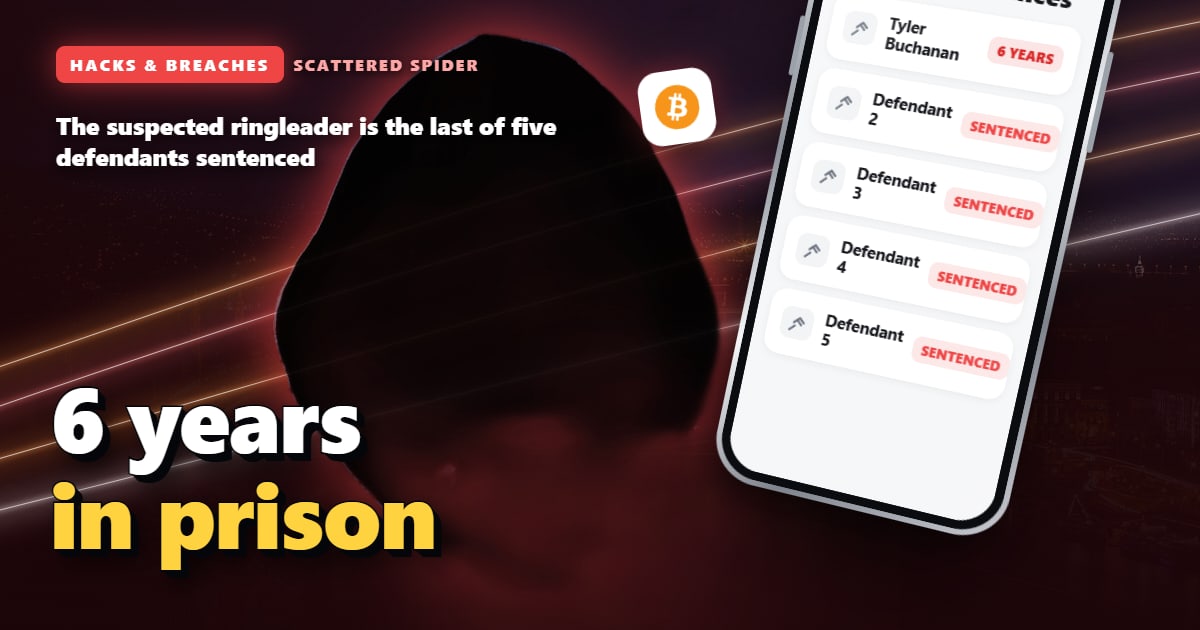 HACKS & BREACHES SCATTERED SPIDER
The suspected ringleader is the last of five
defendants sentenced
6 years
in prison
Tyler
Buchanan
6 YEARS
Defendant
2
SENTENCED
Defendant
3
SENTENCED
Defendant
4
SENTENCED
Defendant
5
SENTENCED